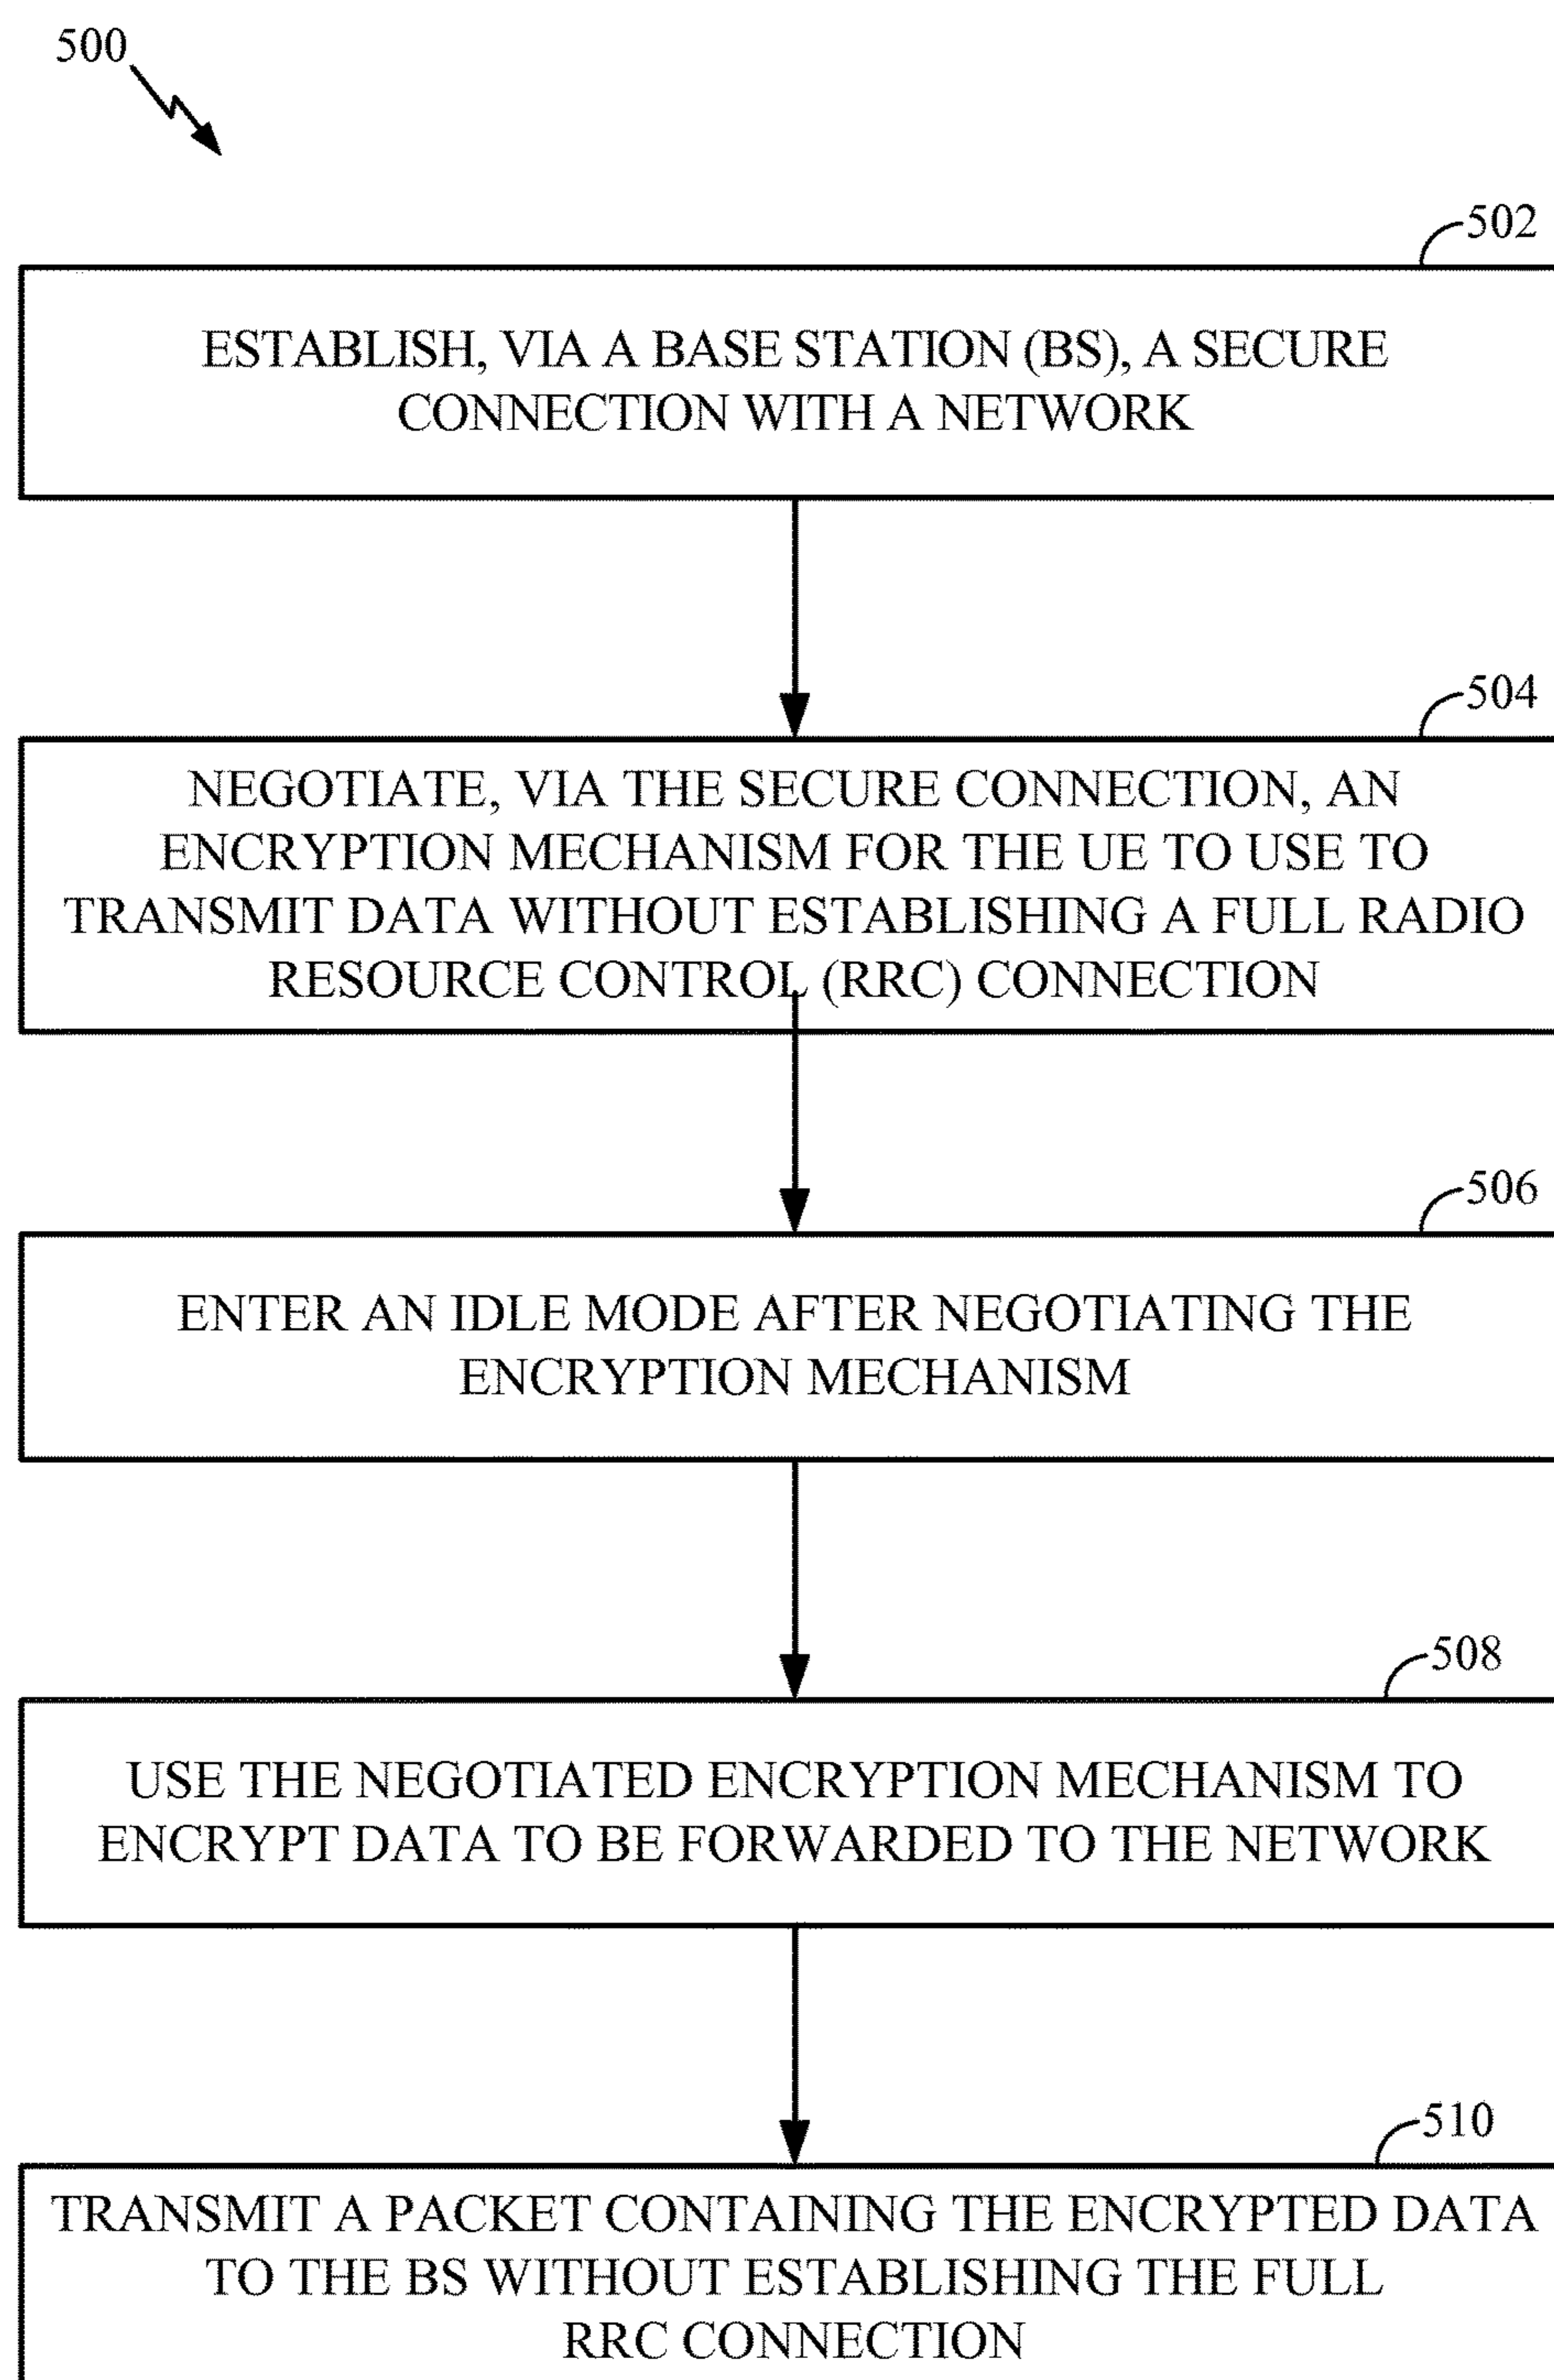 500
502
ESTABLISH, VIA A BASE STATION (BS), A SECURE
CONNECTION WITH A NETWORK
504
NEGOTIATE, VIA THE SECURE CONNECTION, AN
ENCRYPTION MECHANISM FOR THE UE TO USE TO
TRANSMIT DATA WITHOUT ESTABLISHING A FULL RADIO
RESOURCE CONTROL (RRC) CONNECTION
506
ENTER AN IDLE MODE AFTER NEGOTIATING THE
ENCRYPTION MECHANISM
508
USE THE NEGOTIATED ENCRYPTION MECHANISM TO
ENCRYPT DATA TO BE FORWARDED TO THE NETWORK
510
TRANSMIT A PACKET CONTAINING THE ENCRYPTED DATA
TO THE BS WITHOUT ESTABLISHING THE FULL
RRC CONNECTION